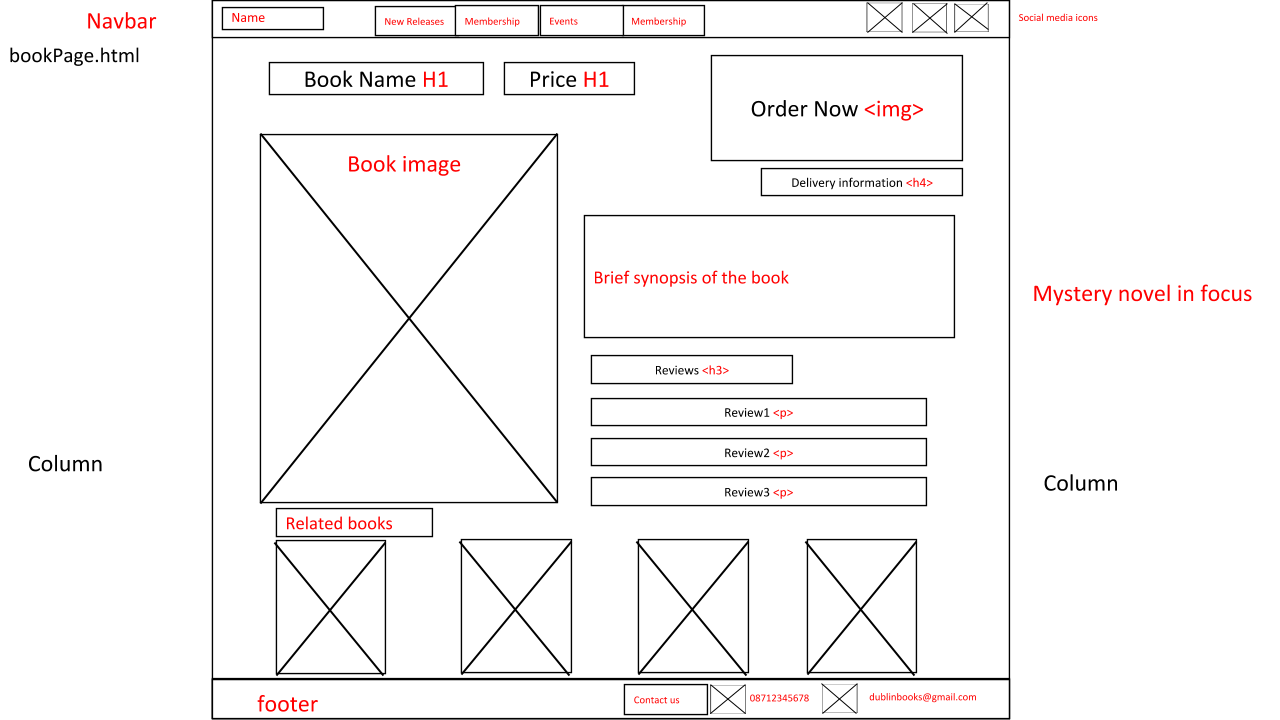 Navbar
Name
New Releases
Membership
Events
Membership
Social media icons
bookPage.html
Book Name H1
Price H1
Order Now <img>
Book image
Delivery information <h4>
Brief synopsis of the book
Mystery novel in focus
Reviews <h3>
Review1 <p>
Review2 <p>
Review3 <p>
Column
Column
Related books
footer
Contact us
08712345678
dublinbooks@gmail.com